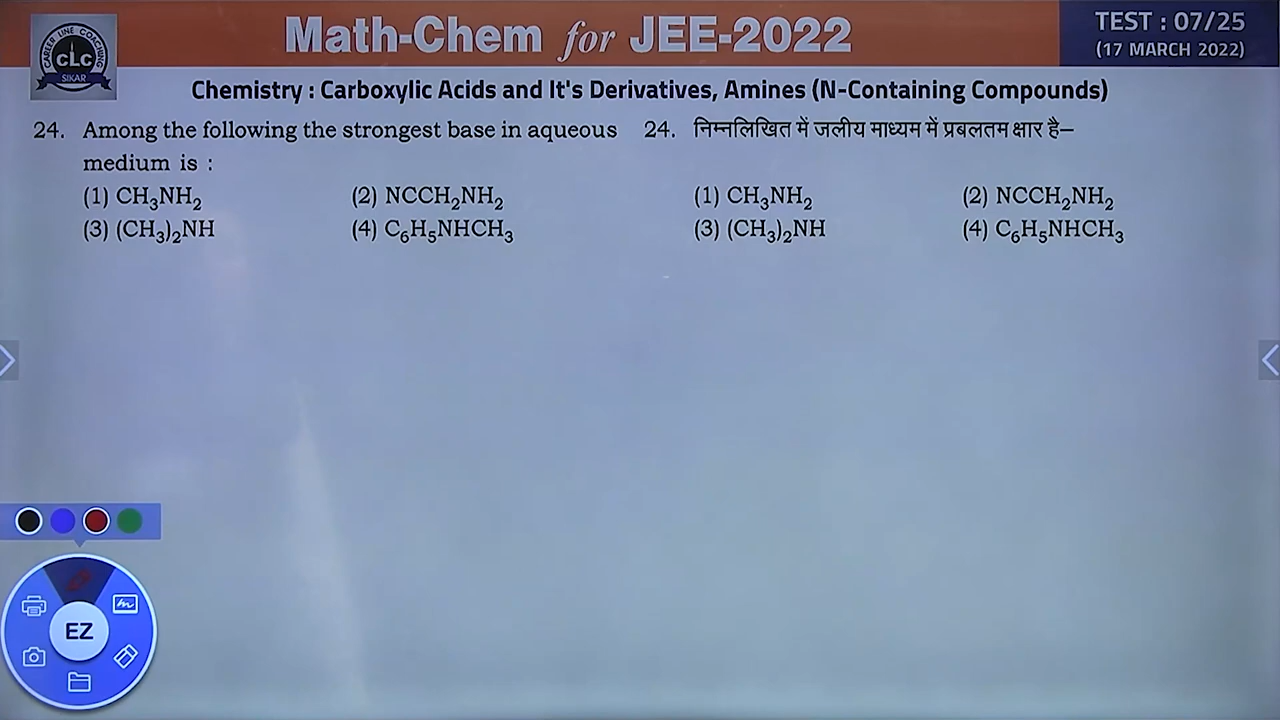 CAREER LINE COACHING
CLC
SIKAR
Math-Chem for JEE-2022
TEST : 07/25
(17 MARCH 2022)
Chemistry : Carboxylic Acids and It's Derivatives, Amines (N-Containing Compounds)
24. Among the following the strongest base in aqueous
medium is :
(1) CH₃NH₂ (2) NCCH₂NH₂
(3) (CH₃)₂NH (4) C₆H₅NHCH₃
24. निम्नलिखित में जलीय माध्यम में प्रबलतम क्षार है–
(1) CH₃NH₂ (2) NCCH₂NH₂
(3) (CH₃)₂NH (4) C₆H₅NHCH₃
EZ